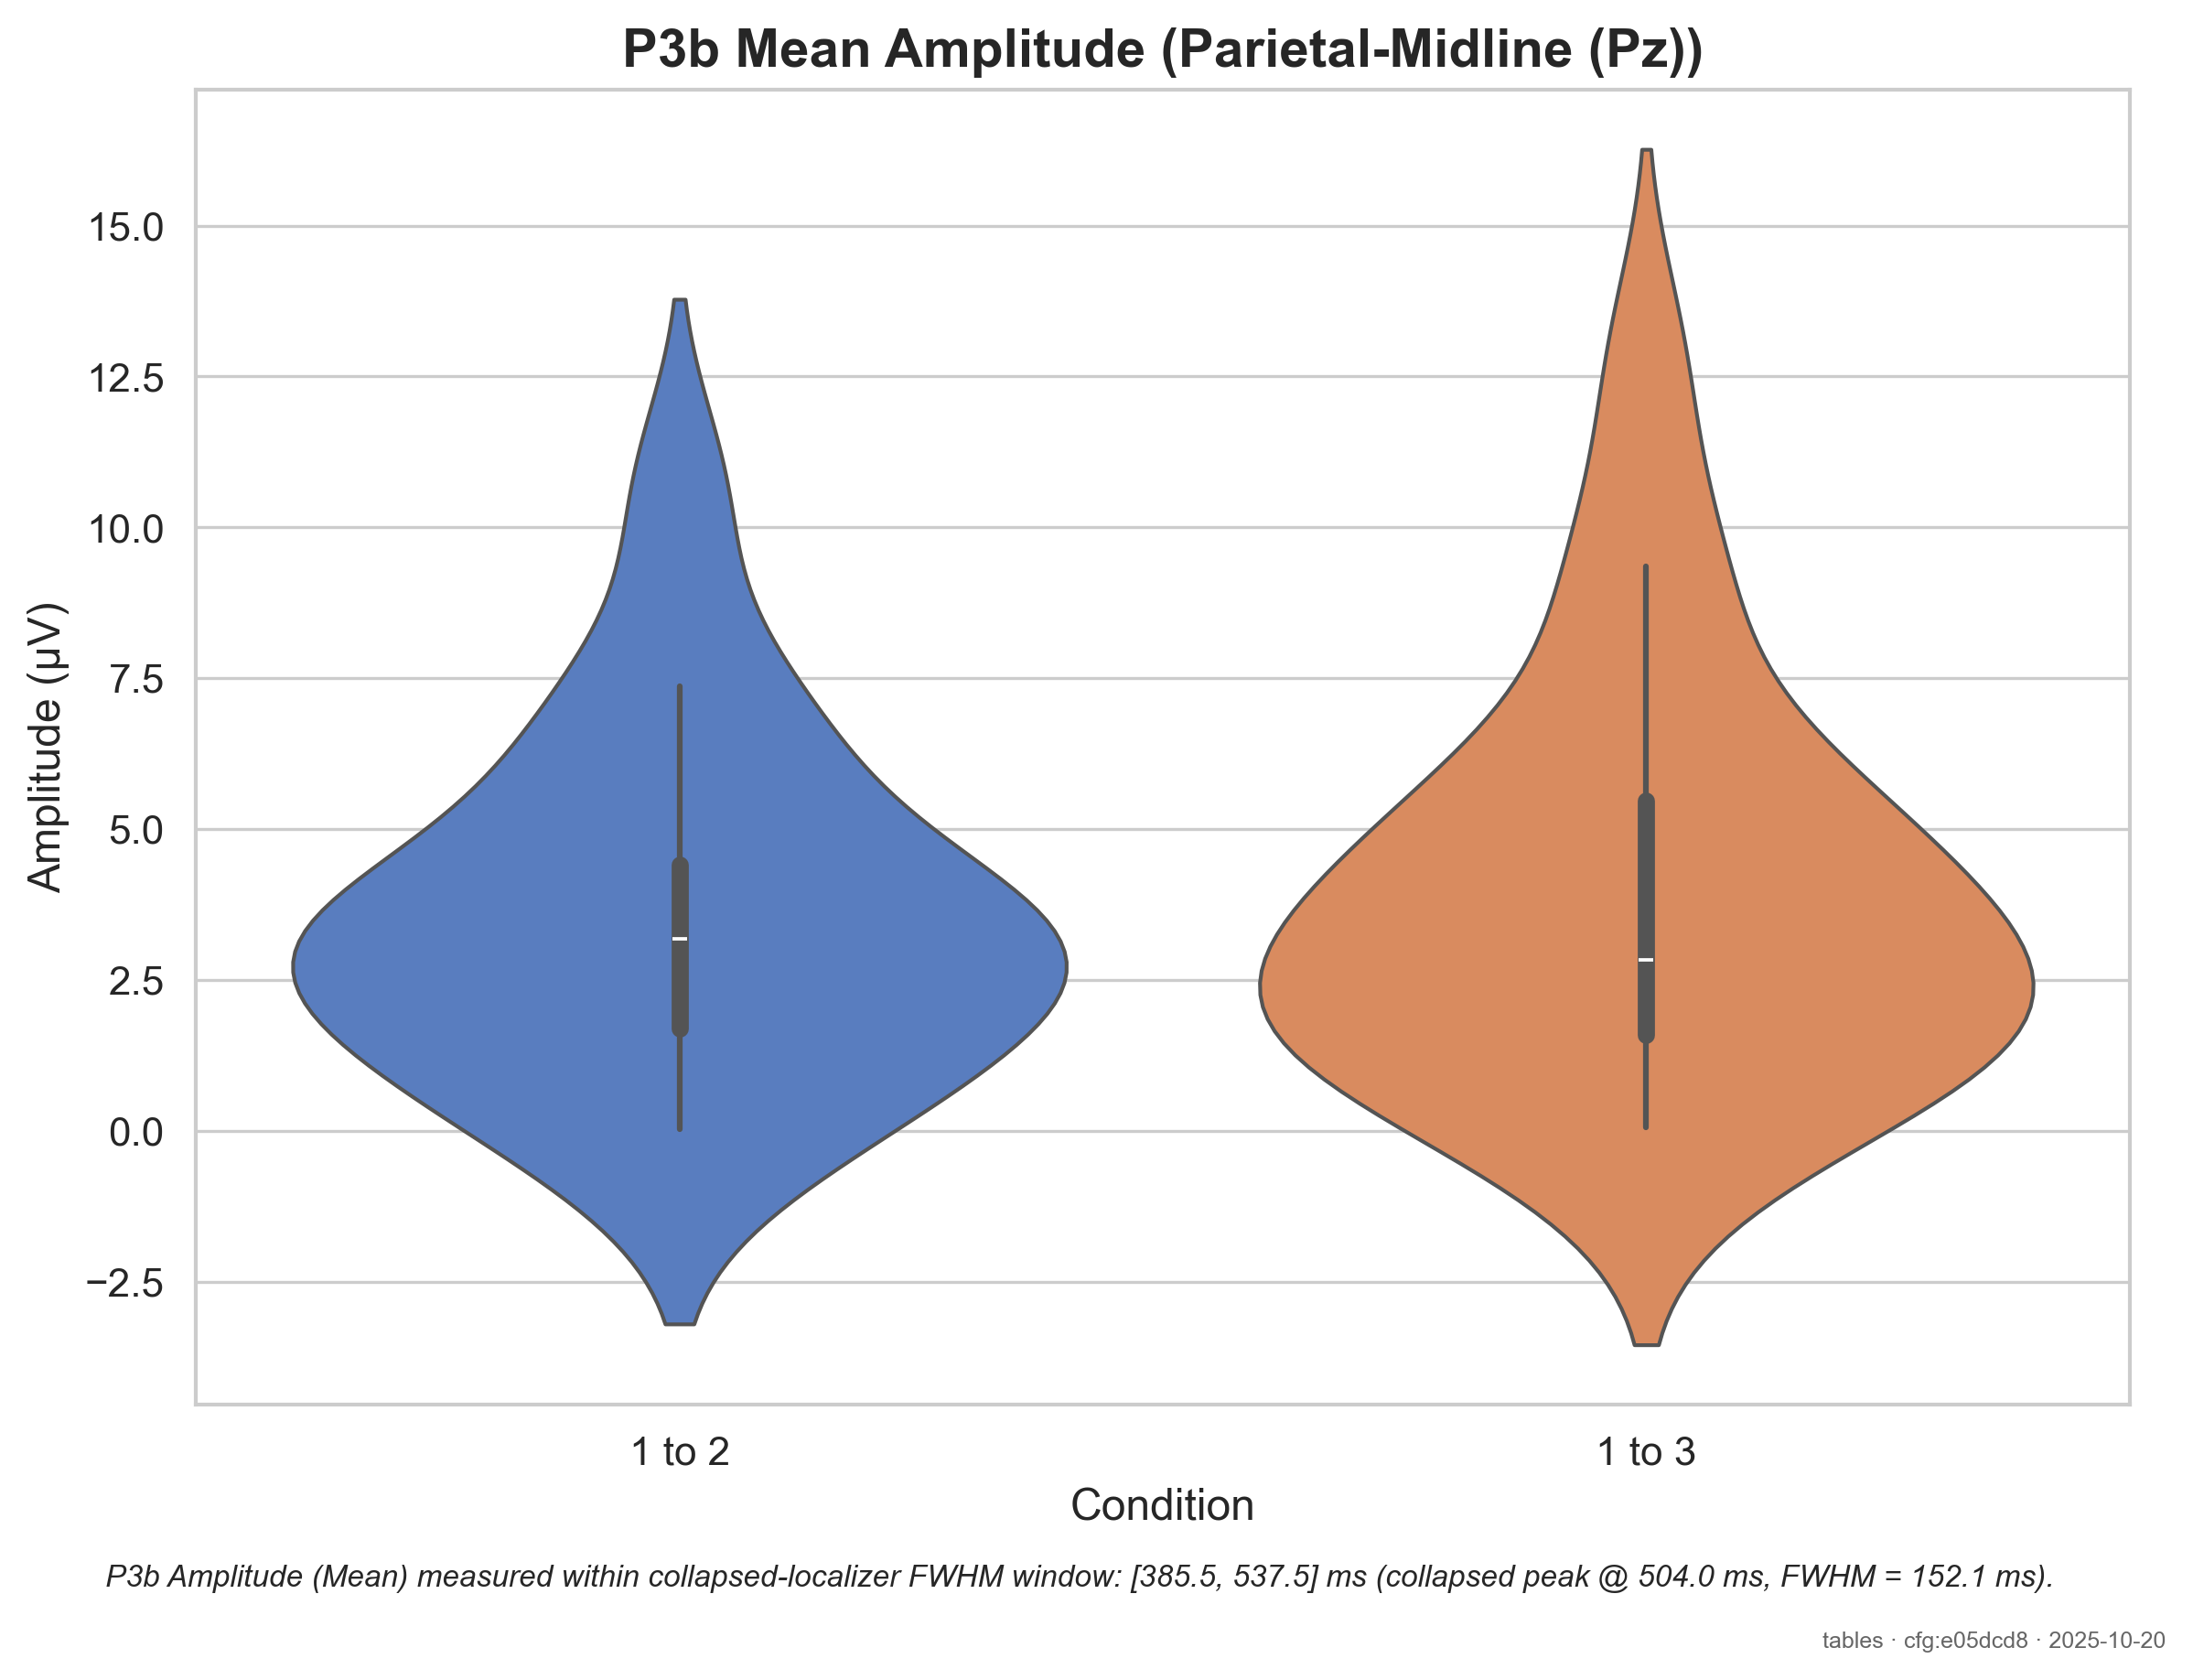 P3b Mean Amplitude (Parietal-Midline (Pz))
Amplitude (µV)
15.0
12.5
10.0
7.5
5.0
2.5
0.0
−2.5
1 to 2
1 to 3
Condition
P3b Amplitude (Mean) measured within collapsed-localizer FWHM window: [385.5, 537.5] ms (collapsed peak @ 504.0 ms, FWHM = 152.1 ms).
tables · cfg:e05dcd8 · 2025-10-20